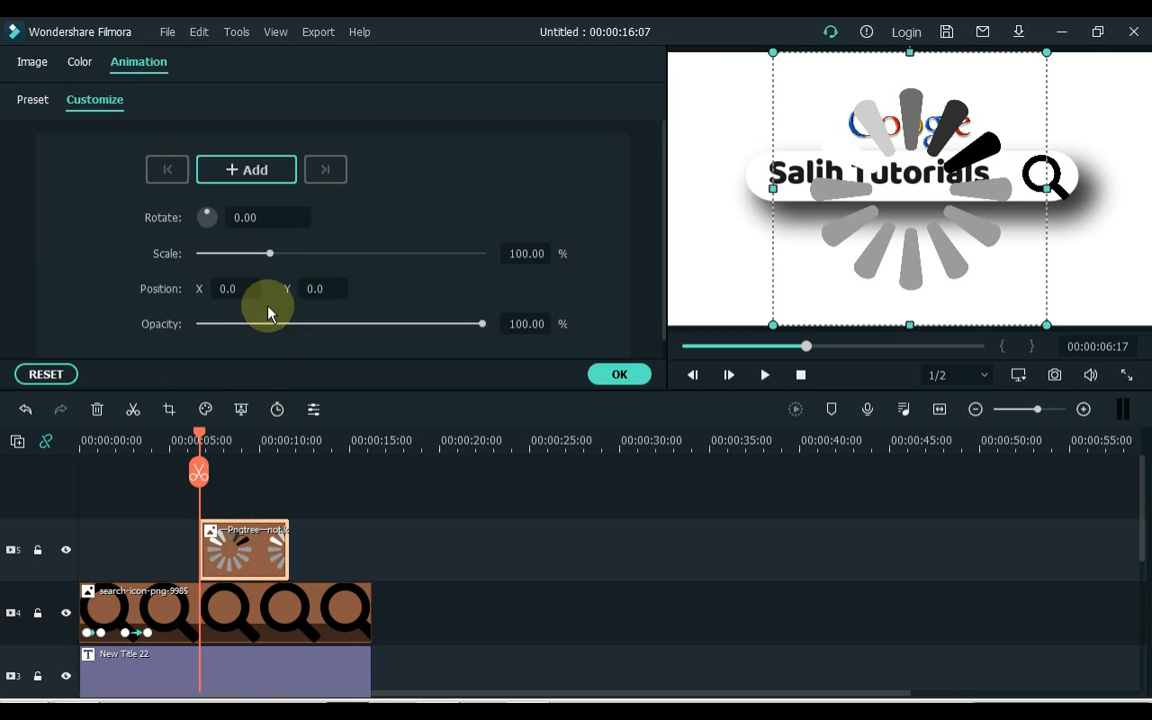 Wondershare Filmora File Edit Tools View Export Help Untitled : 00:00:16:07 Login
Image Color Animation
Preset Customize
+ Add
Rotate: 0.00
Scale: 100.00 %
Position: X 0.0 Y 0.0
Opacity: 100.00 %
RESET OK
Google
Salih Tutorials
{ } 00:00:06:17
1/2
00:00:00:00 00:00:05:00 00:00:10:00 00:00:15:00 00:00:20:00 00:00:25:00 00:00:30:00 00:00:35:00 00:00:40:00 00:00:45:00 00:00:50:00 00:00:55:00
5
4 search-icon-png-9985
3 T New Title 22